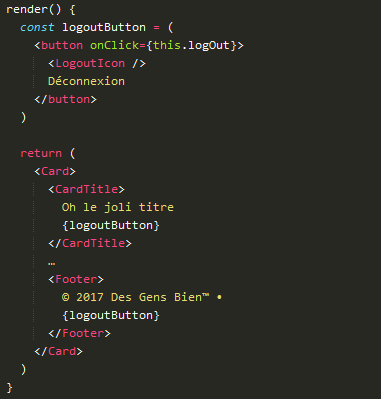 render() {
const logoutButton = (
<button onClick={this.logOut}>
<LogoutIcon />
Déconnexion
</button>
)
return (
<Card>
<CardTitle>
Oh le joli titre
{logoutButton}
</CardTitle>
…
<Footer>
© 2017 Des Gens Bien™ •
{logoutButton}
</Footer>
</Card>
)
}